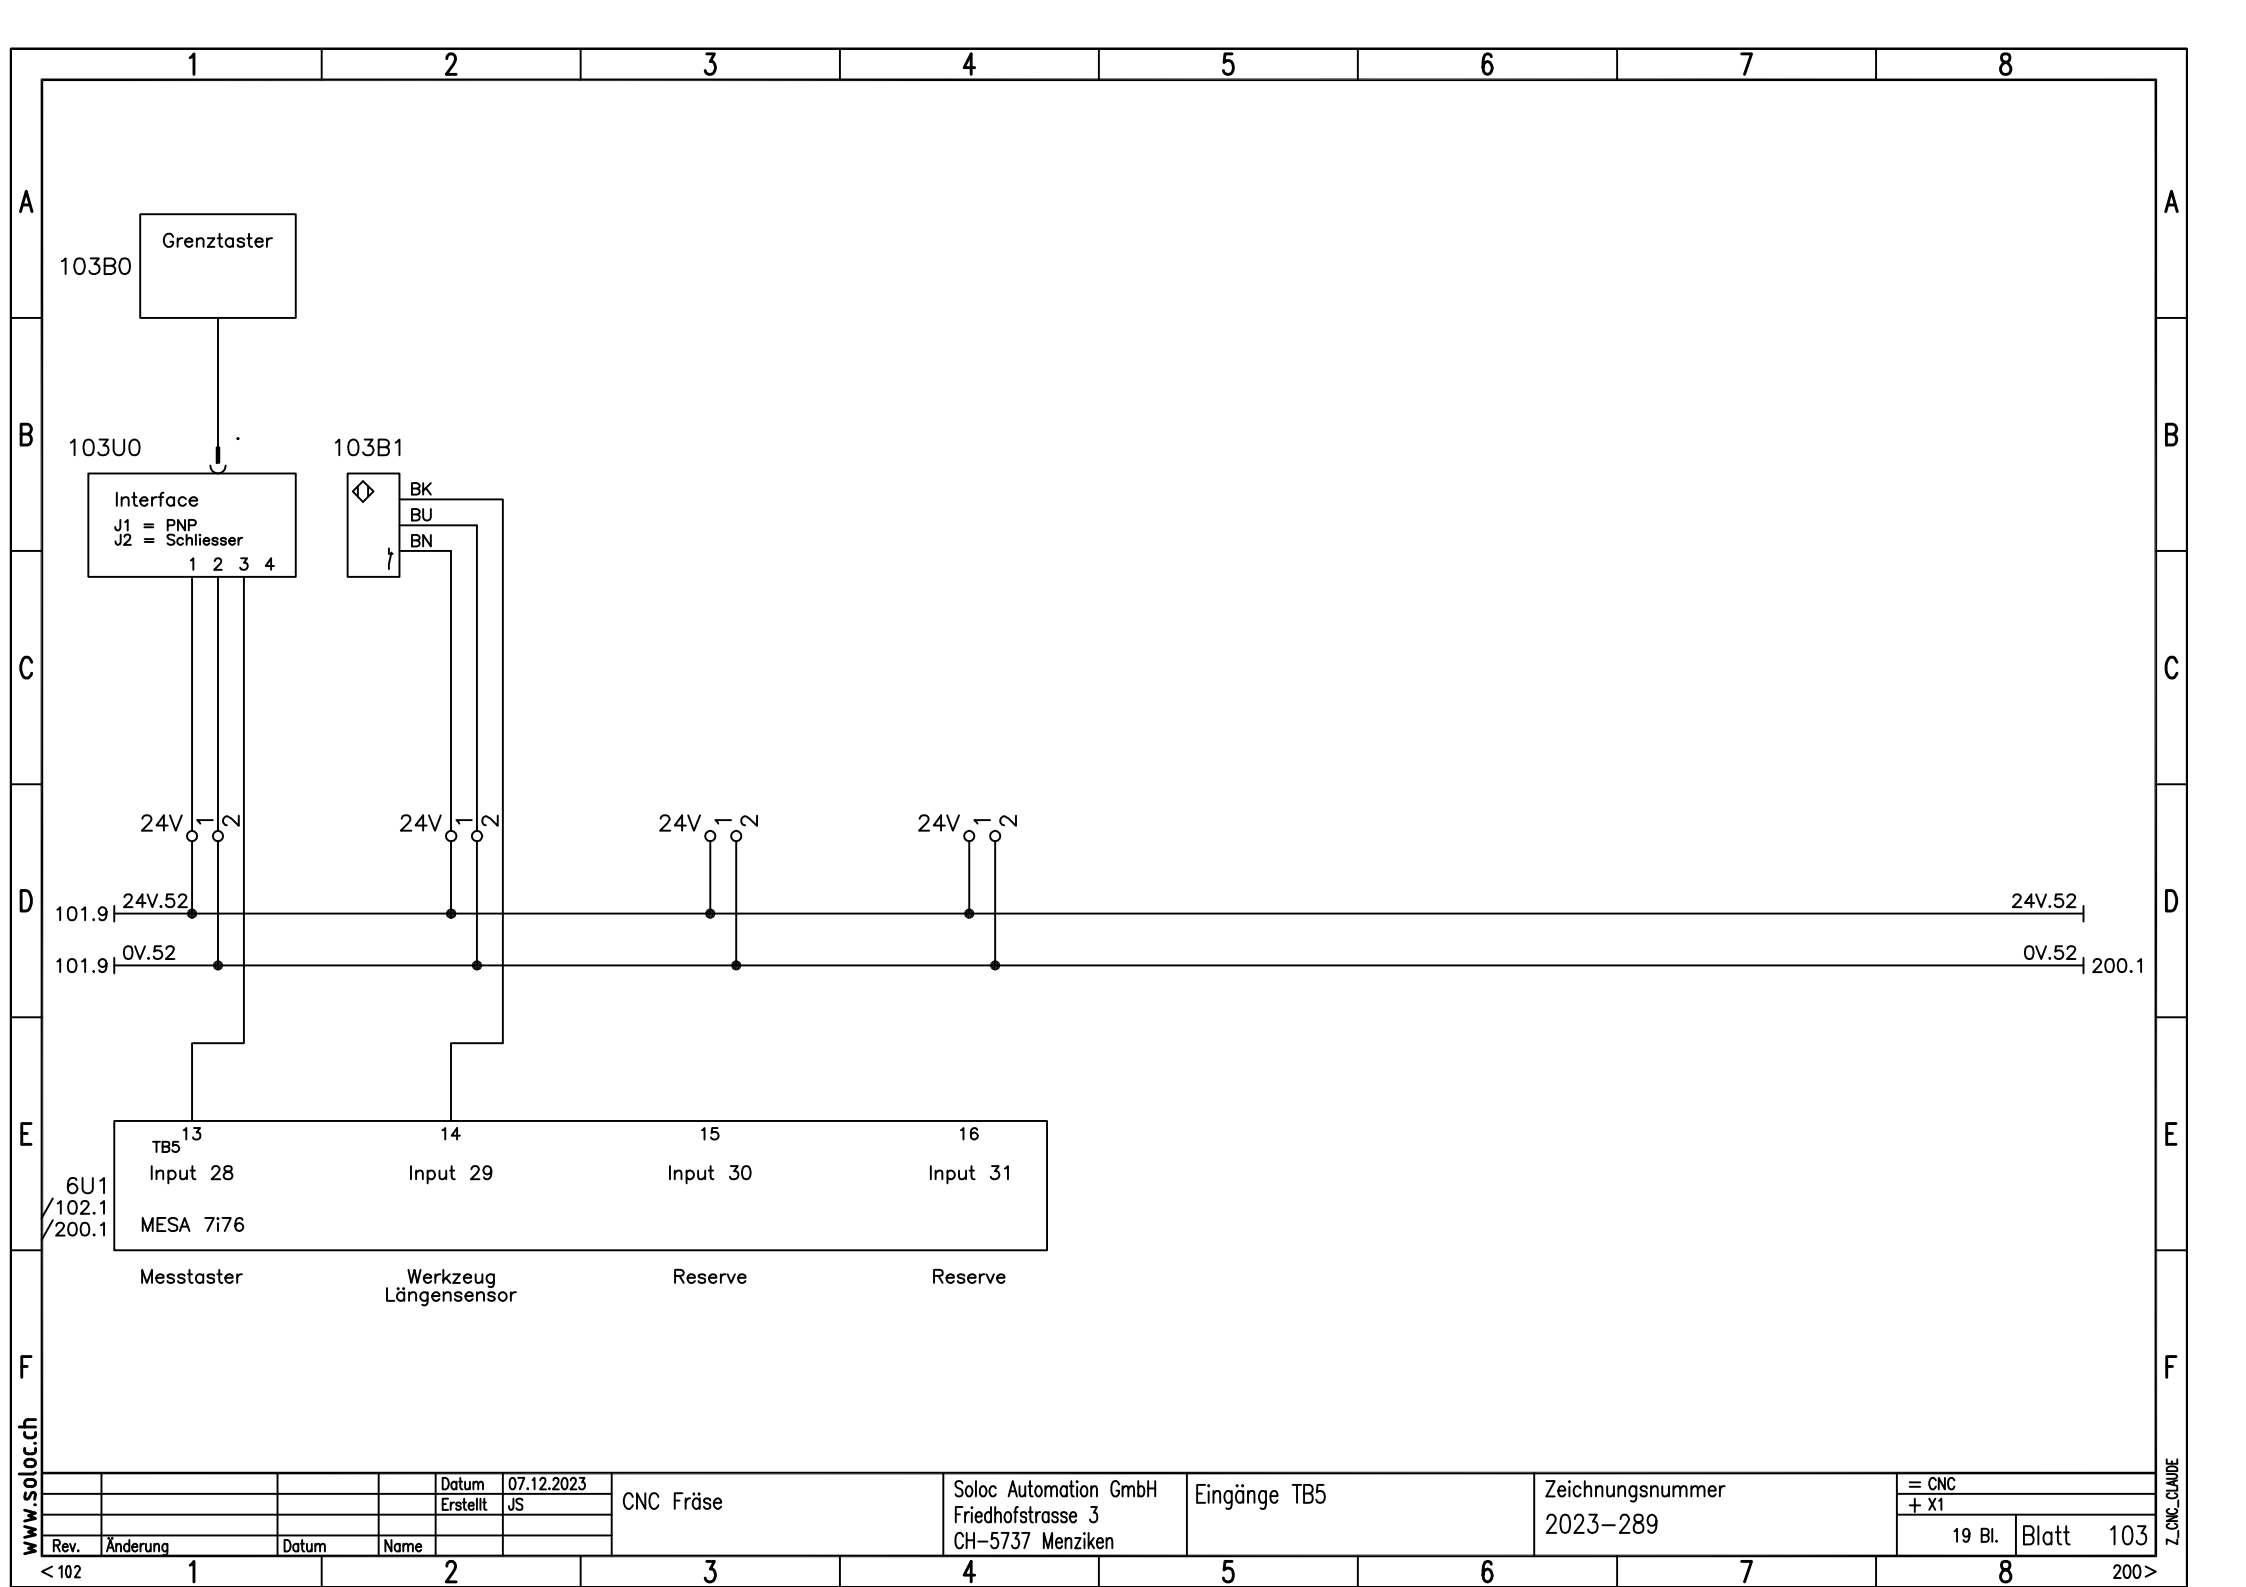 1 2 3 4 5 6 7 8
A A
Grenztaster
103B0
B B
103U0
103B1
Interface
J1 = PNP
J2 = Schliesser
1 2 3 4
BK
BU
BN
C C
24V 1 2
24V 1 2
24V 1 2
24V 1 2
D D
101.9 24V.52 24V.52
101.9 0V.52 0V.52 200.1
E E
13 14 15 16
TB5
Input 28 Input 29 Input 30 Input 31
6U1
/102.1
/200.1
MESA 7i76
Messtaster
Werkzeug
Längensensor
Reserve
Reserve
F F
www.soloc.ch
Z_CNC_CLAUDE
Datum 07.12.2023
Erstellt JS
Rev. Änderung Datum Name
CNC Fräse
Soloc Automation GmbH
Friedhofstrasse 3
CH-5737 Menziken
Eingänge TB5
Zeichnungsnummer
2023-289
= CNC
+ X1
19 Bl. Blatt 103
<102 1 2 3 4 5 6 7 8 200>